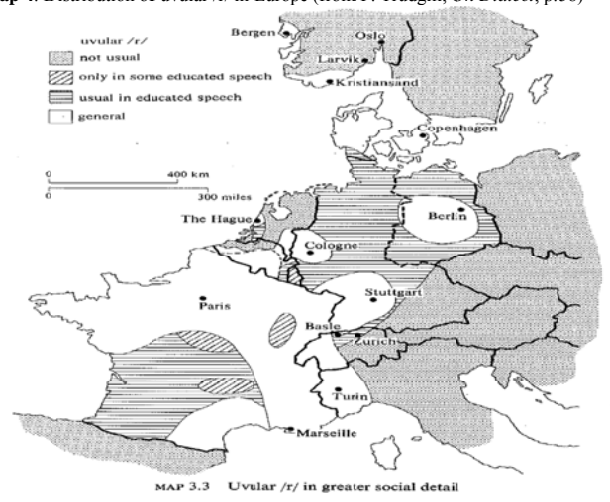 uvular /r/
not usual
only in some educated speech
usual in educated speech
general
0 400 km
0 300 miles
Bergen
Oslo
Larvik
Kristiansand
Copenhagen
The Hague
Berlin
Cologne
Paris
Stuttgart
Basle
Zurich
Turin
Marseille
MAP 3.3 Uvular /r/ in greater social detail